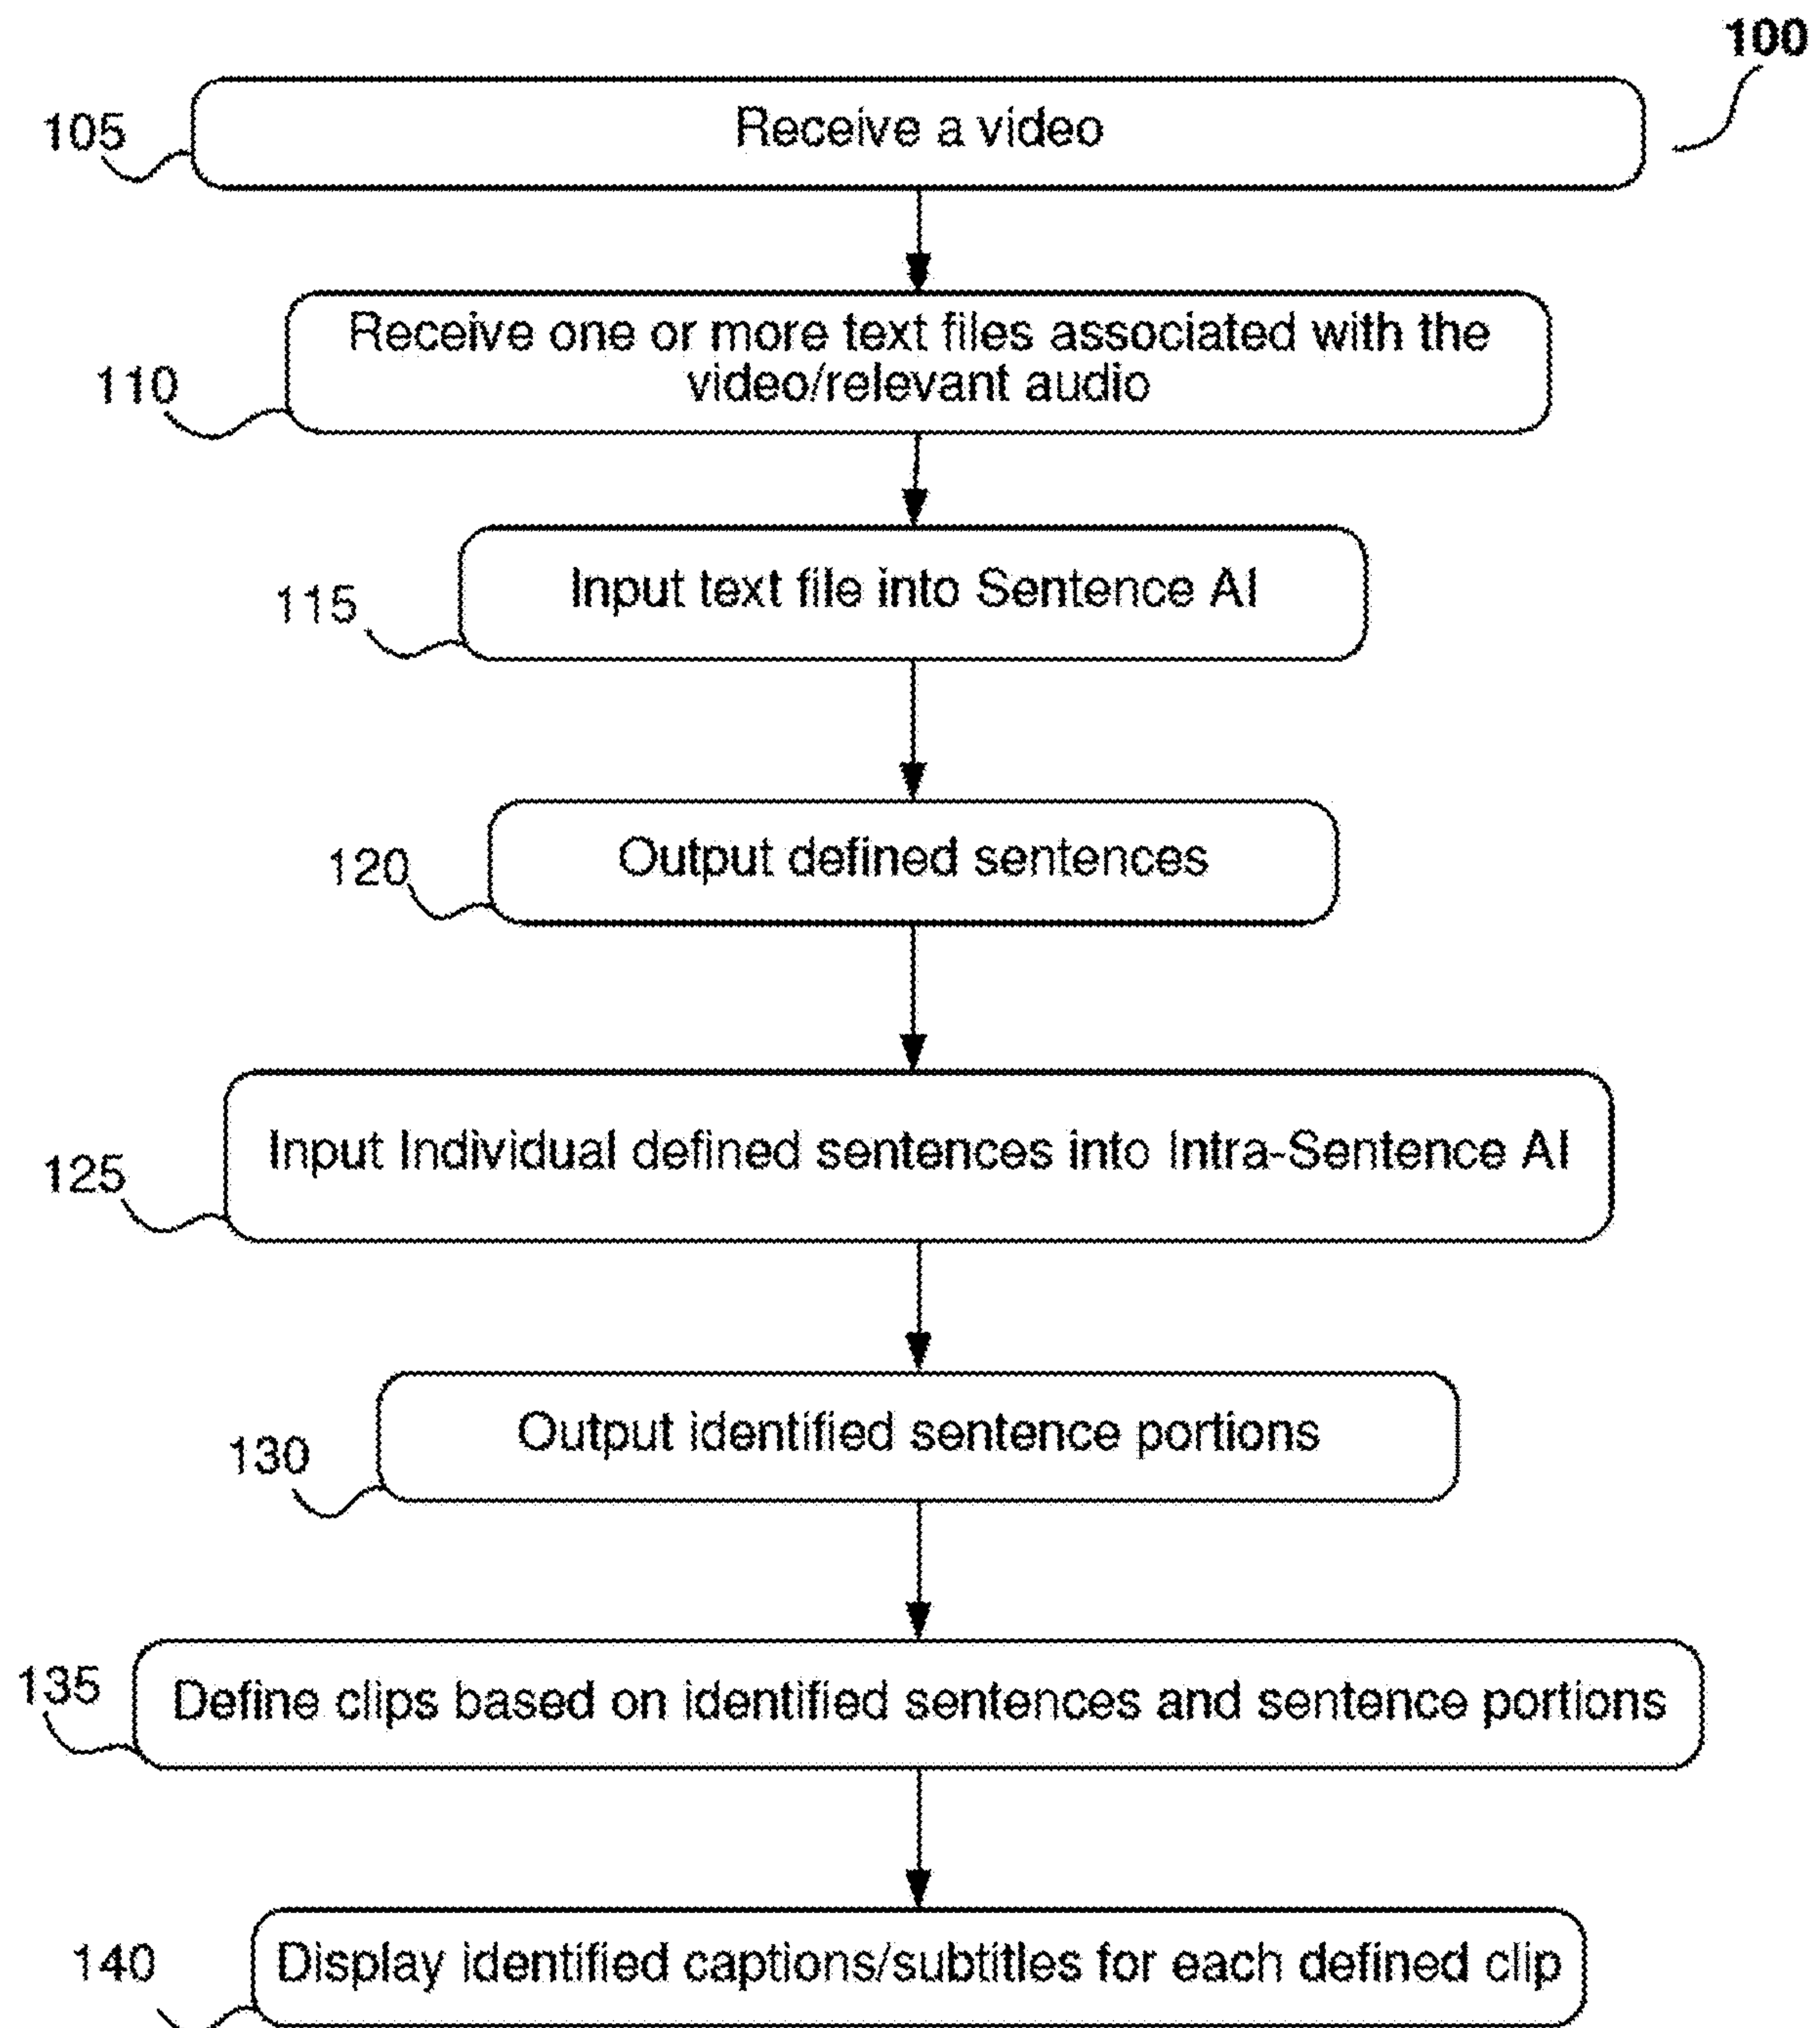 100
105
Receive a video
110
Receive one or more text files associated with the
video/relevant audio
115
Input text file into Sentence AI
120
Output defined sentences
125
Input Individual defined sentences into Intra-Sentence AI
130
Output identified sentence portions
135
Define clips based on identified sentences and sentence portions
140
Display identified captions/subtitles for each defined clip